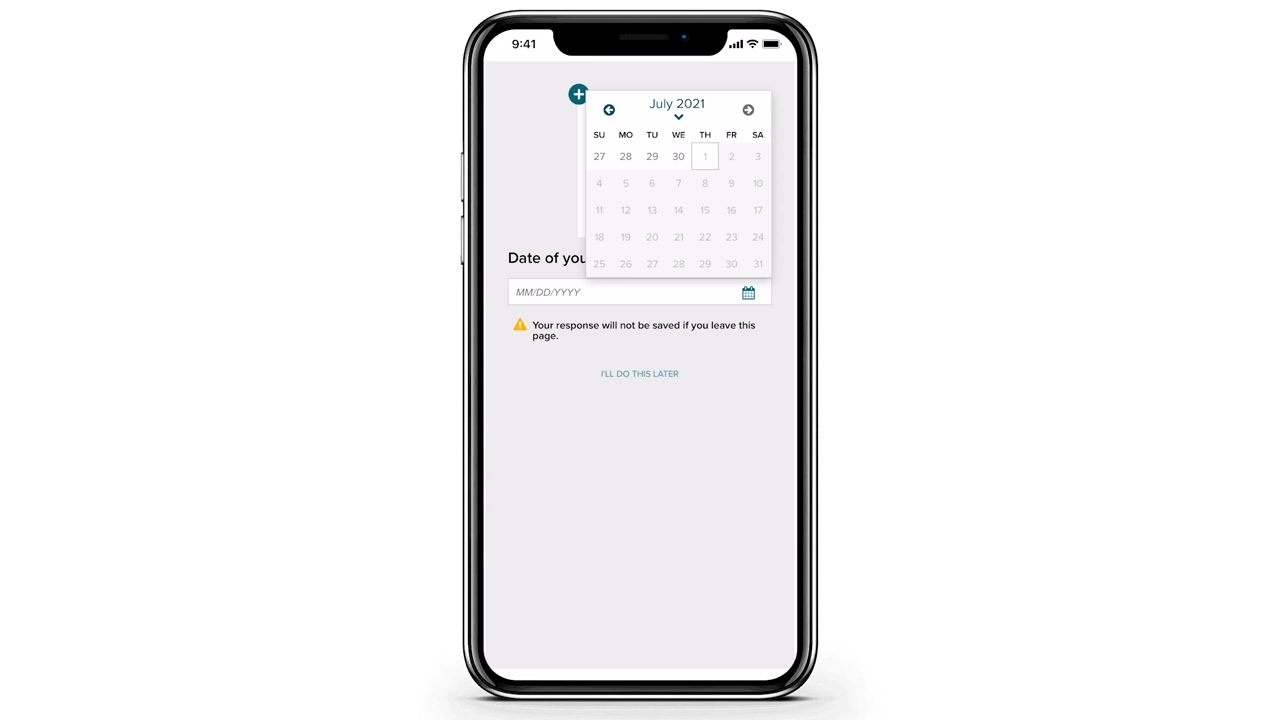 9:41
July 2021
SU MO TU WE TH FR SA
27 28 29 30 1 2 3
4 5 6 7 8 9 10
11 12 13 14 15 16 17
18 19 20 21 22 23 24
Date of you
25 26 27 28 29 30 31
MM/DD/YYYY
Your response will not be saved if you leave this
page.
I'LL DO THIS LATER